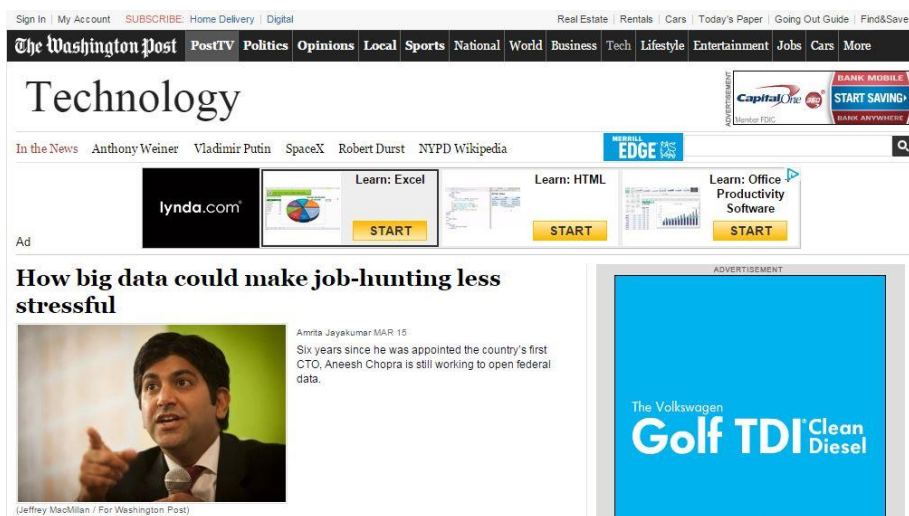 Sign In | My Account SUBSCRIBE: Home Delivery | Digital Real Estate | Rentals | Cars | Today's Paper | Going Out Guide | Find&Save
The Washington Post PostTV Politics Opinions Local Sports National World Business Tech Lifestyle Entertainment Jobs Cars More
Technology
ADVERTISEMENT
CapitalOne 360
Member FDIC
BANK MOBILE
START SAVING
BANK ANYWHERE
In the News Anthony Weiner Vladimir Putin SpaceX Robert Durst NYPD Wikipedia
MERRILL
EDGE
lynda.com
Learn: Excel
START
Learn: HTML
START
Learn: Office
Productivity
Software
START
Ad
How big data could make job-hunting less
stressful
Amrita Jayakumar MAR 15
Six years since he was appointed the country's first
CTO, Aneesh Chopra is still working to open federal
data.
(Jeffrey MacMillan / For Washington Post)
ADVERTISEMENT
The Volkswagen
Golf TDI Clean
Diesel